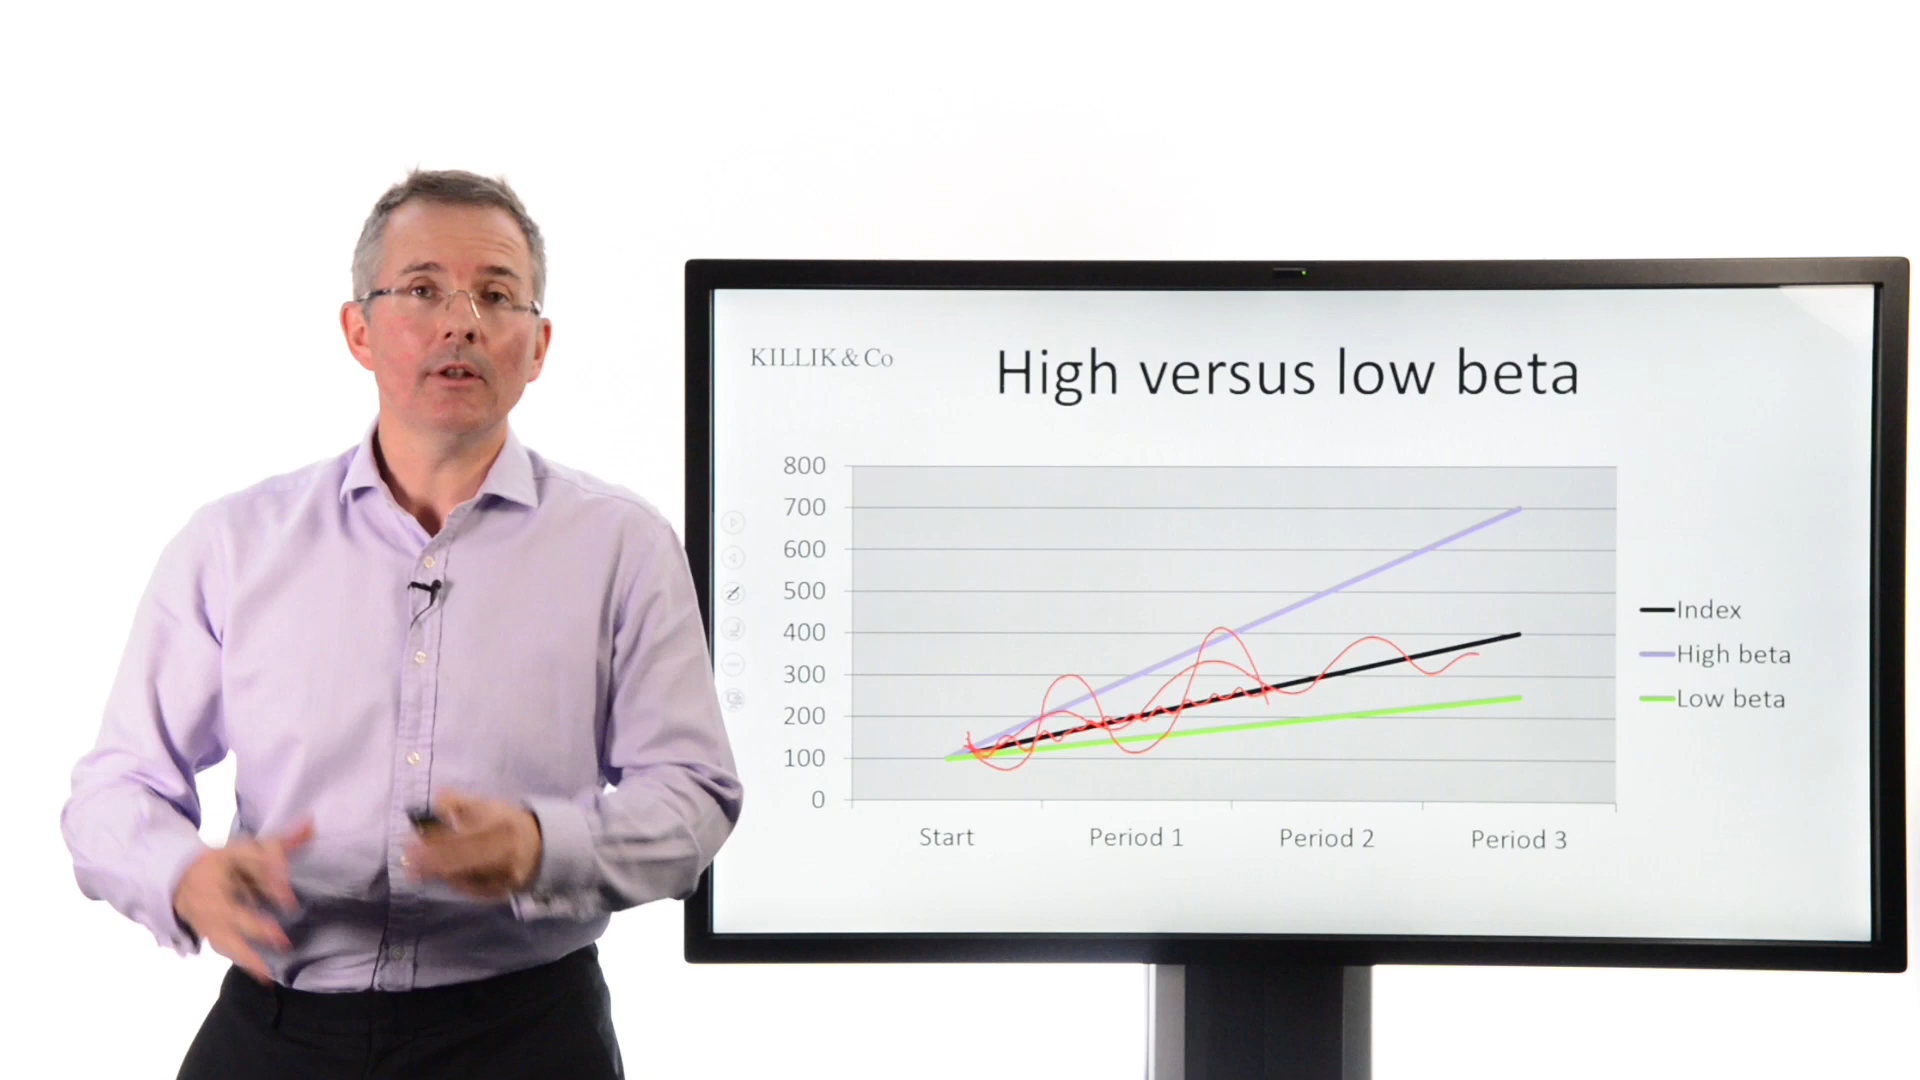 KILLIK & Co
High versus low beta
800
700
600
500
400
300
200
100
0
Start Period 1 Period 2 Period 3
Index
High beta
Low beta